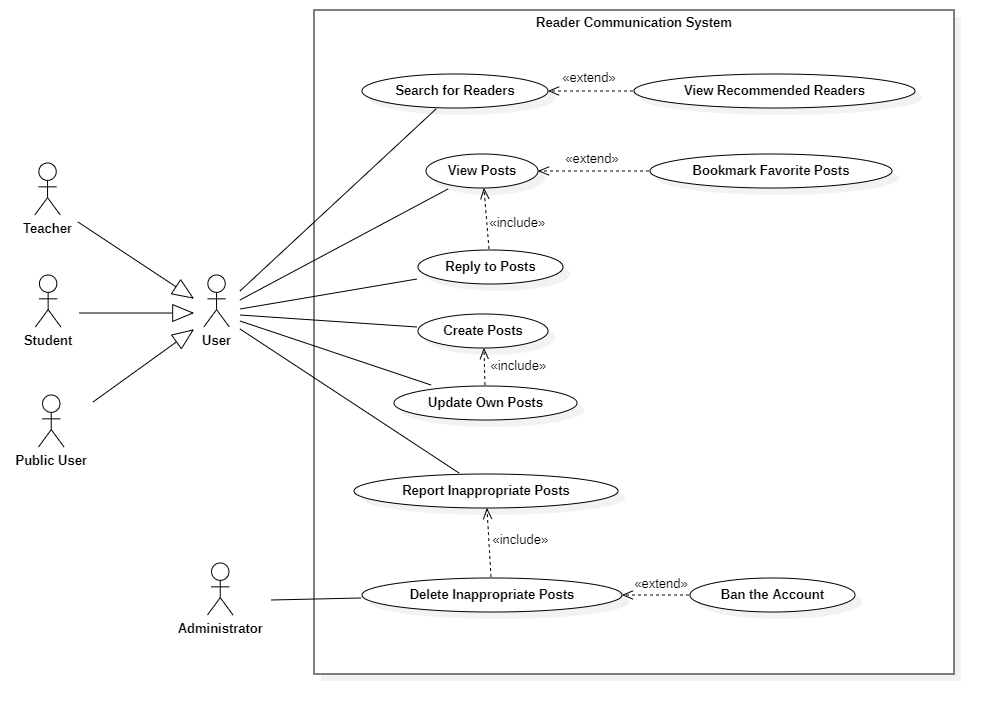 Reader Communication System
Search for Readers
«extend»
View Recommended Readers
View Posts
«extend»
Bookmark Favorite Posts
Teacher
«include»
Reply to Posts
Student
User
Create Posts
«include»
Update Own Posts
Public User
Report Inappropriate Posts
«include»
Delete Inappropriate Posts
«extend»
Ban the Account
Administrator